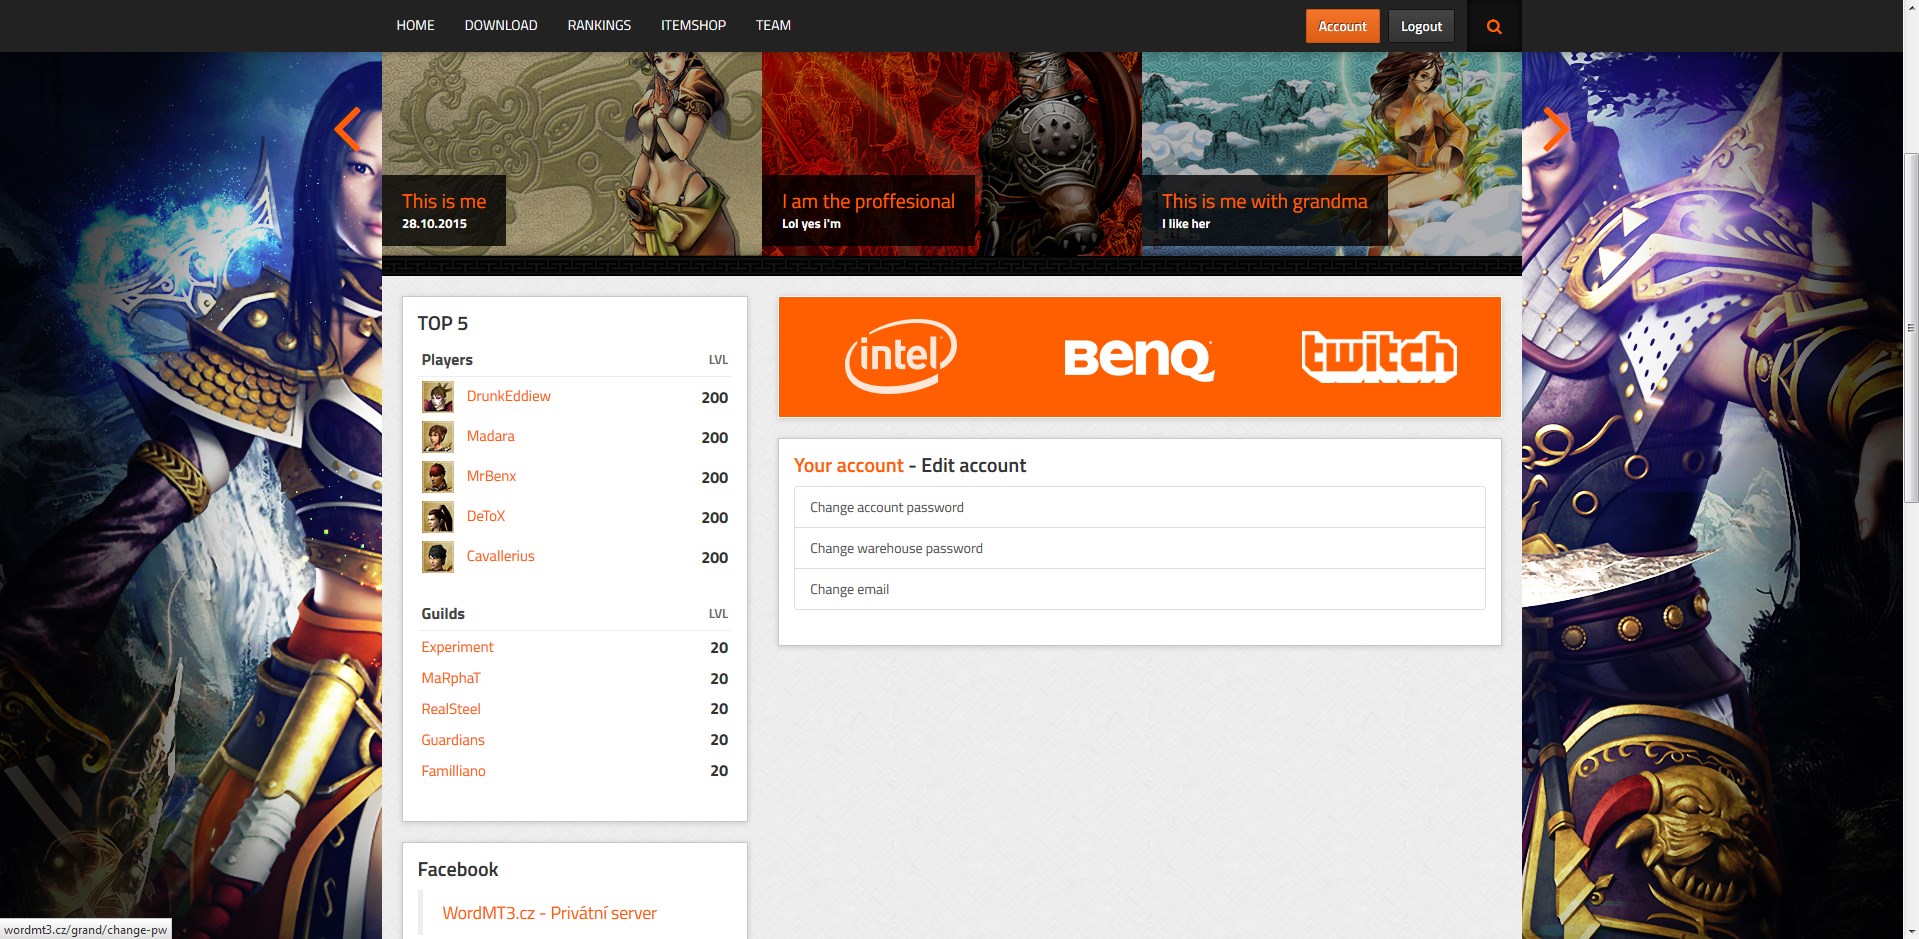 HOME DOWNLOAD RANKINGS ITEMSHOP TEAM Account Logout
This is me
28.10.2015
I am the proffesional
Lol yes i'm
This is me with grandma
I like her
TOP 5
Players LVL
DrunkEddiew 200
Madara 200
MrBenx 200
DeToX 200
Cavallerius 200
Guilds LVL
Experiment 20
MaRphaT 20
RealSteel 20
Guardians 20
Familliano 20
Facebook
WordMT3.cz - Privátní server
intel BenQ twitch
Your account - Edit account
Change account password
Change warehouse password
Change email
wordmt3.cz/grand/change-pw